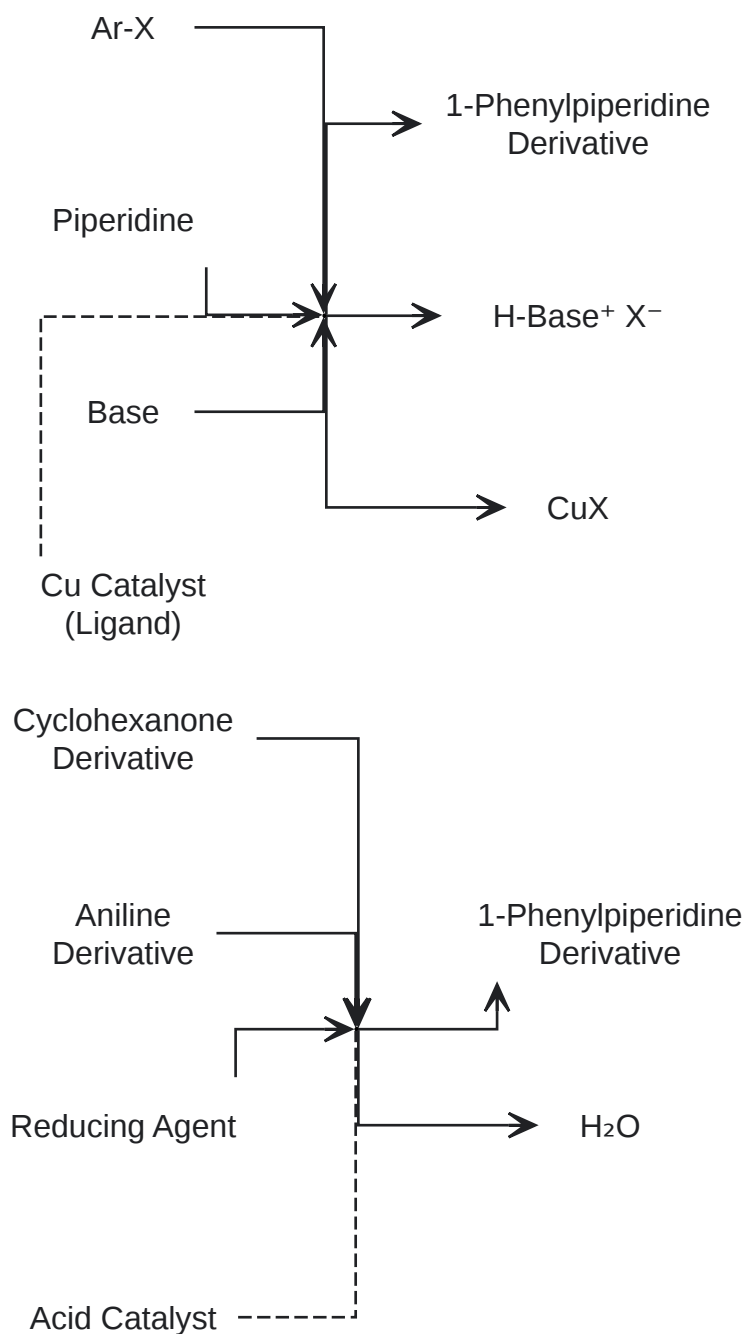 Ar-X
1-Phenylpiperidine
Derivative
Piperidine
H-Base⁺ X⁻
Base
CuX
Cu Catalyst
(Ligand)
Cyclohexanone
Derivative
Aniline
Derivative
1-Phenylpiperidine
Derivative
Reducing Agent
H₂O
Acid Catalyst